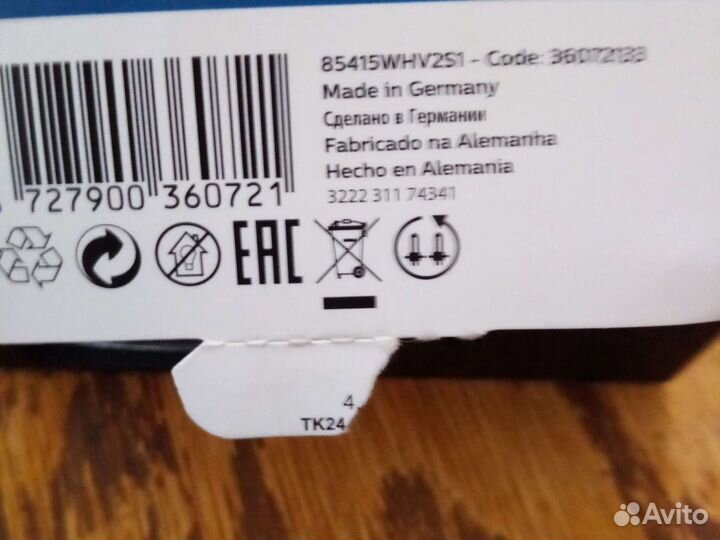 85415WHV2S1 - Code: 36072133
Made in Germany
Сделано в Германии
Fabricado na Alemanha
Hecho en Alemania
3222 311 74341
727900 360721
EAC
4
TK24
Avito